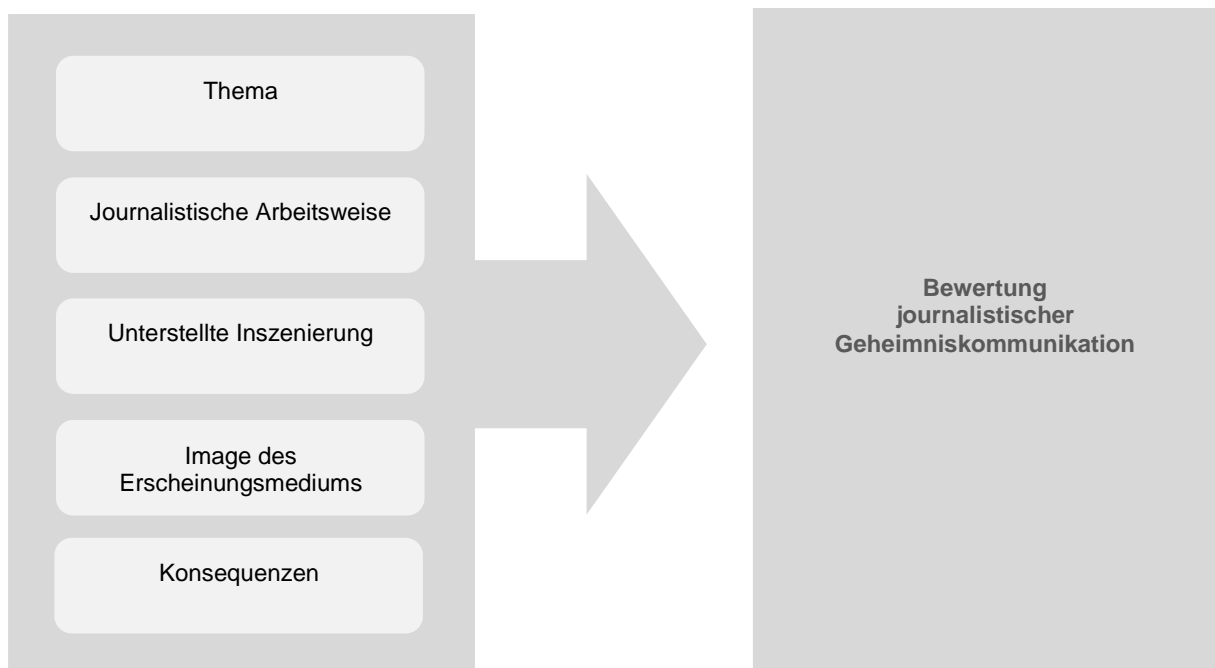 Thema
Journalistische Arbeitsweise
Unterstellte Inszenierung
Image des
Erscheinungsmediums
Konsequenzen
Bewertung
journalistischer
Geheimniskommunikation